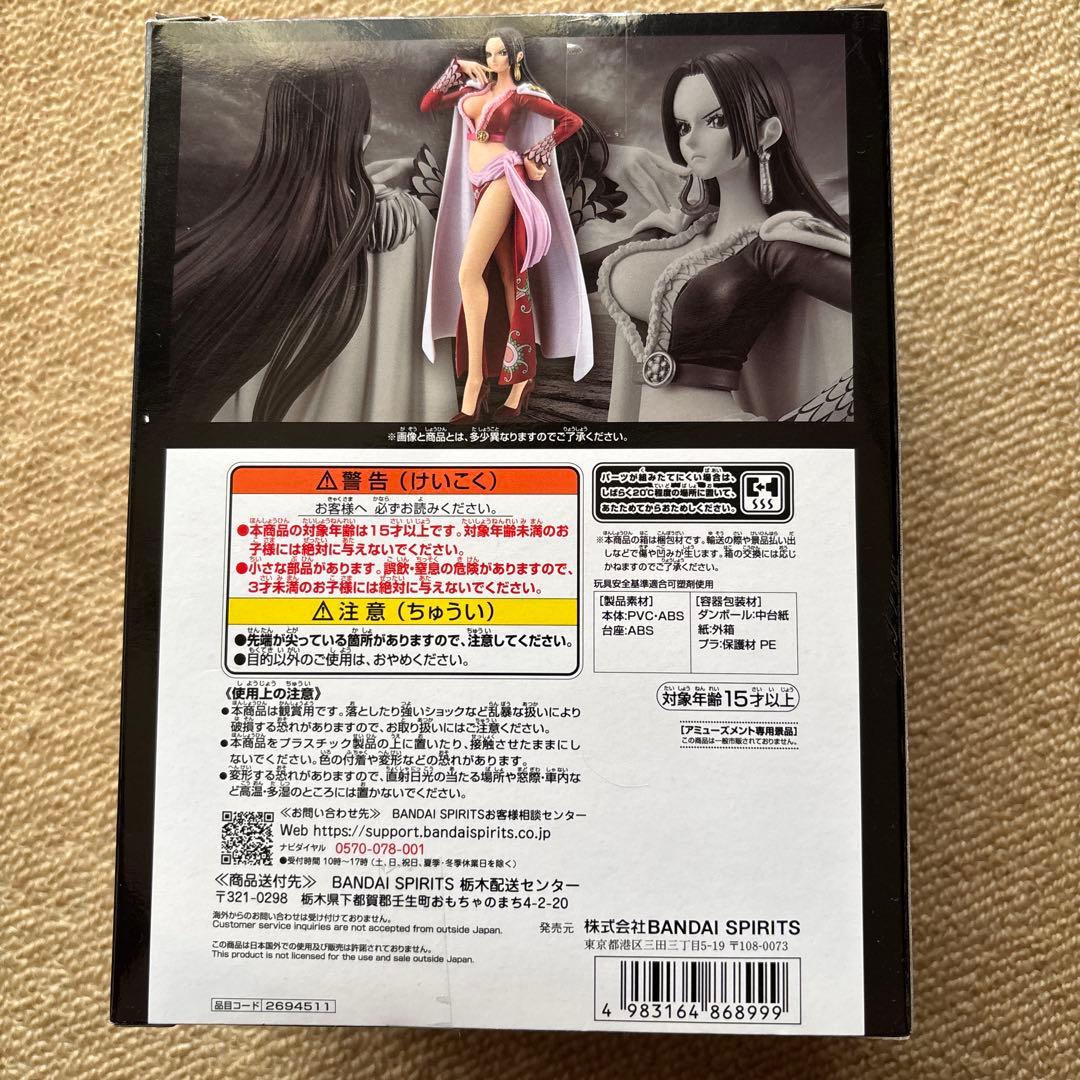 ※画像と商品とは、多少異なりますのでご了承ください。
⚠警告（けいこく）
お客様へ 必ずお読みください。
●本商品の対象年齢は15才以上です。対象年齢未満のお
子様には絶対に与えないでください。
●小さな部品があります。誤飲・窒息の危険がありますので、
3才未満のお子様には絶対に与えないでください。
⚠注意（ちゅうい）
●先端が尖っている箇所がありますので、注意してください。
●目的以外のご使用は、おやめください。
《使用上の注意》
●本商品は観賞用です。落としたり強いショックなど乱暴な扱いにより
破損する恐れがありますので、お取り扱いにはご注意ください。
●本商品をプラスチック製品の上に置いたり、接触させたままにし
ないでください。色の付着や変形などの恐れがあります。
●変形する恐れがありますので、直射日光の当たる場所や窓際・車内な
ど高温・多湿のところには置かないでください。
≪お問い合わせ先≫ BANDAI SPIRITSお客様相談センター
Web https://support.bandaispirits.co.jp
ナビダイヤル 0570-078-001
●受付時間 10時〜17時（土、日、祝日、夏季・冬季休業日を除く）
≪商品送付先≫ BANDAI SPIRITS 栃木配送センター
〒321-0298 栃木県下都賀郡壬生町おもちゃのまち4-2-20
海外からのお問い合わせは受け付けておりません。
Customer service inquiries are not accepted from outside Japan.
この商品は日本国外での使用及び販売は許諾されておりません。
This product is not licensed for the use and sale outside Japan.
品目コード 2694511
パーツが組みたてにくい場合は、
しばらく20℃程度の場所に置いて、
あたためてからおためしください。
※本商品の箱は梱包材です。輸送の際や景品払い出
しなどで傷や凹みが生じます。箱の交換には応じ
かねますのでご了承ください。
玩具安全基準適合可塑剤使用
[製品素材]
本体:PVC・ABS
台座:ABS
[容器包装材]
ダンボール:中台紙
紙:外箱
プラ:保護材 PE
対象年齢15才以上
[アミューズメント専用景品]
この商品は一般市販されておりません。
発売元 株式会社BANDAI SPIRITS
東京都港区三田三丁目5-19 〒108-0073
4 983164 868999